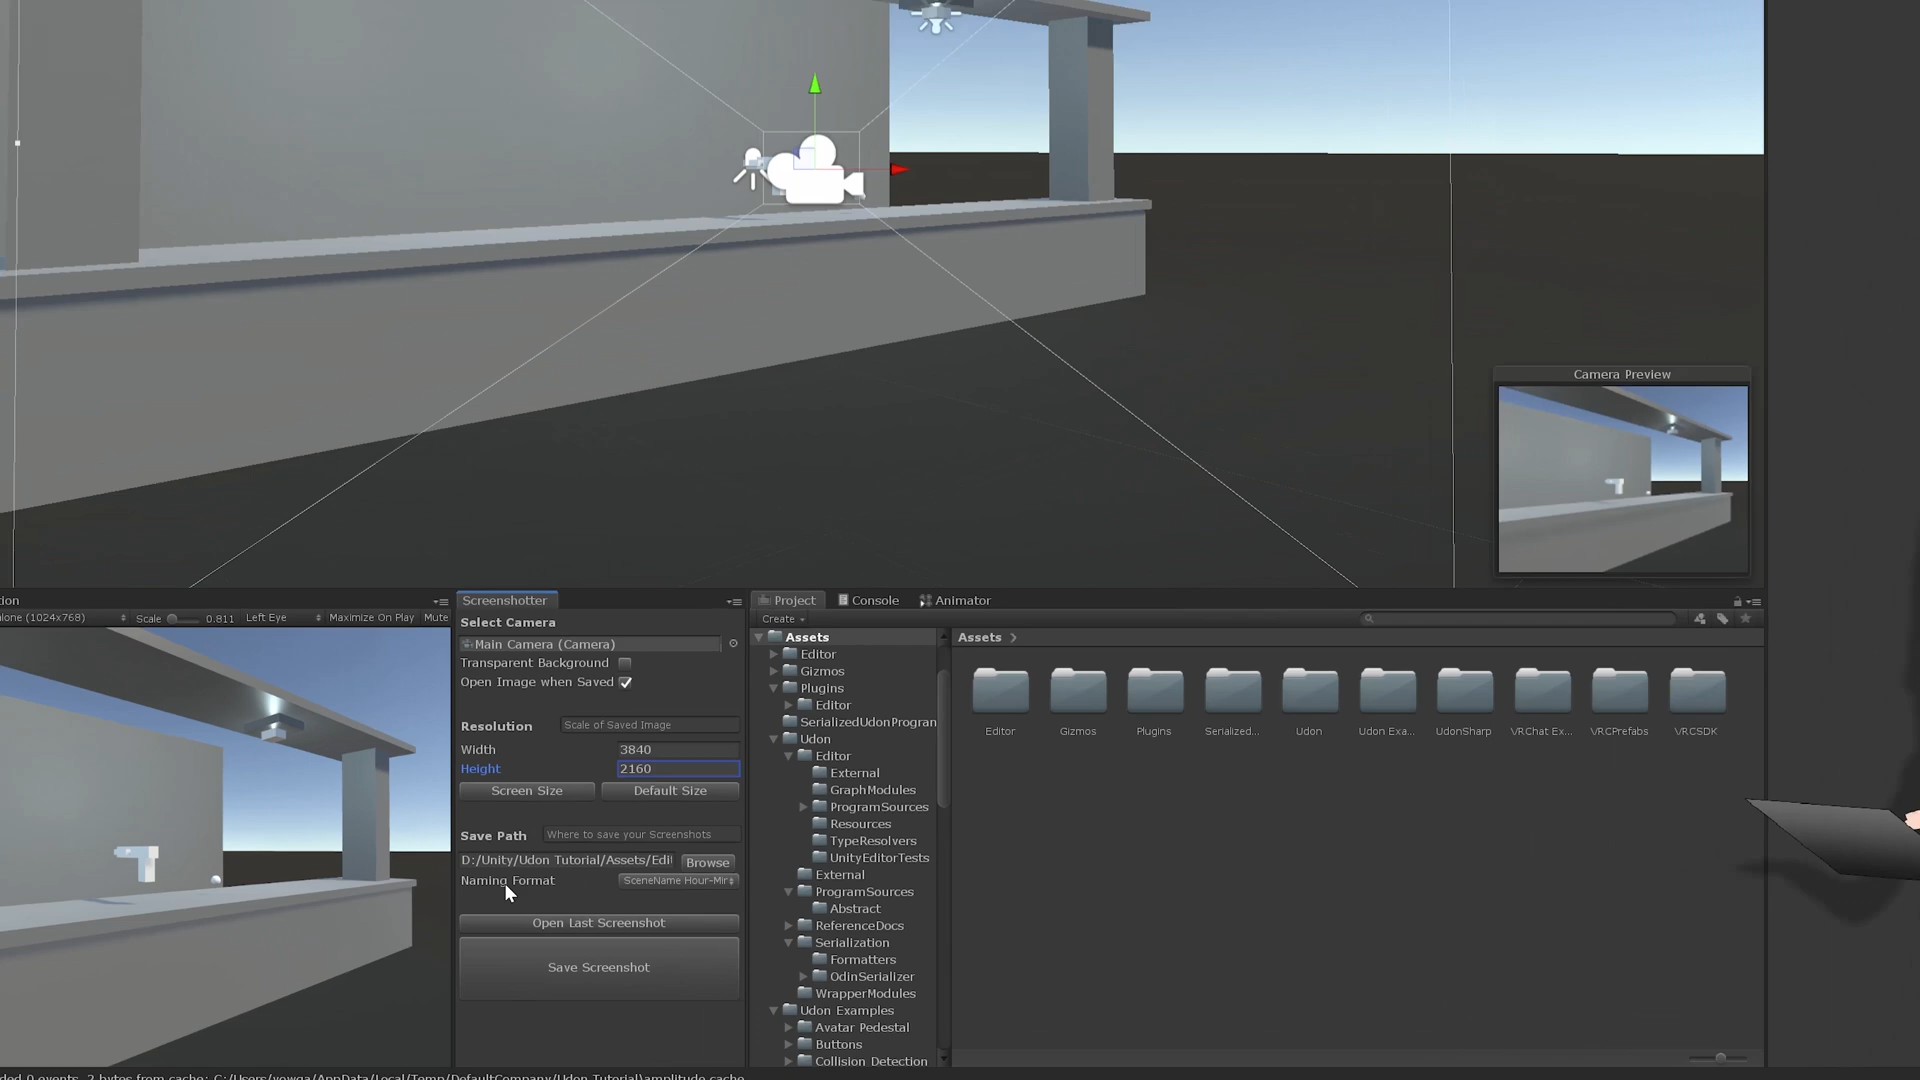 Camera Preview
tion
lone (1024x768)
Scale
0.811
Left Eye
Maximize On Play
Mute
Screenshotter
Select Camera
Main Camera (Camera)
Transparent Background
Open Image when Saved
Resolution
Scale of Saved Image
Width
3840
Height
2160
Screen Size
Default Size
Save Path
Where to save your Screenshots
D:/Unity/Udon Tutorial/Assets/Edi
Browse
Naming Format
SceneName Hour-Mir
Open Last Screenshot
Save Screenshot
Project
Console
Animator
Create
Assets
Editor
Gizmos
Plugins
Editor
SerializedUdonProgran
Udon
Editor
External
GraphModules
ProgramSources
Resources
TypeResolvers
UnityEditorTests
External
ProgramSources
Abstract
ReferenceDocs
Serialization
Formatters
OdinSerializer
WrapperModules
Udon Examples
Avatar Pedestal
Buttons
Collision Detection
Assets
Editor
Gizmos
Plugins
Serialized...
Udon
Udon Exa...
UdonSharp
VRChat Ex...
VRCPrefabs
VRCSDK
ded 0 events, 2 bytes from cache: C:/Users/vowga/AppData/Local/Temp/DefaultCompany/Udon Tutorial\amplitude.cache